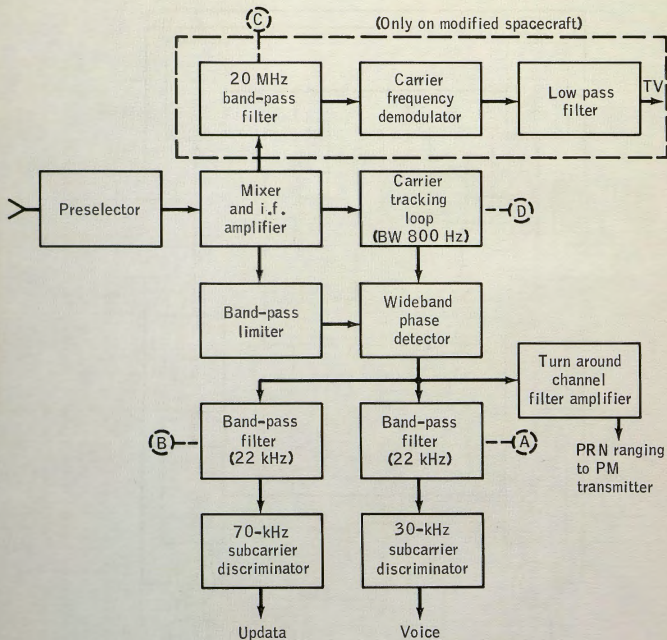 C
(Only on modified spacecraft)
20 MHz
band-pass
filter
Carrier
frequency
demodulator
Low pass
filter
TV
Preselector
Mixer
and i.f.
amplifier
Carrier
tracking
loop
(BW 800 Hz)
D
Band-pass
limiter
Wideband
phase
detector
Turn around
channel
filter amplifier
B
Band-pass
filter
(22 kHz)
Band-pass
filter
(22 kHz)
A
PRN ranging
to PM
transmitter
70-kHz
subcarrier
discriminator
30-kHz
subcarrier
discriminator
Updata
Voice